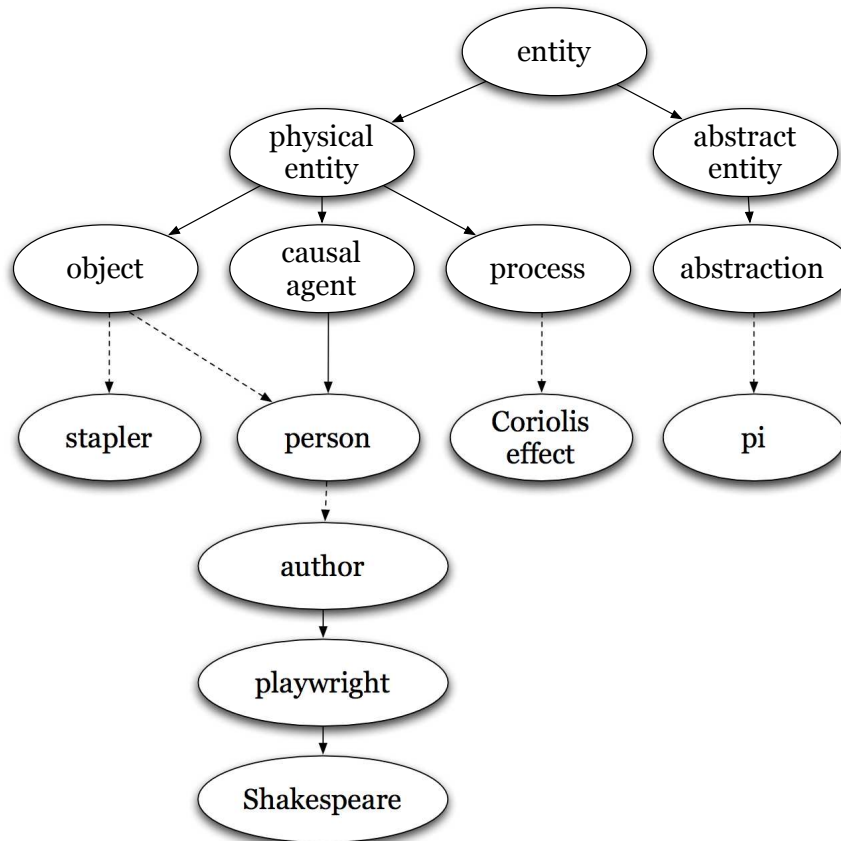 entity
physical
entity
abstract
entity
object
causal
agent
process
abstraction
stapler
person
Coriolis
effect
pi
author
playwright
Shakespeare